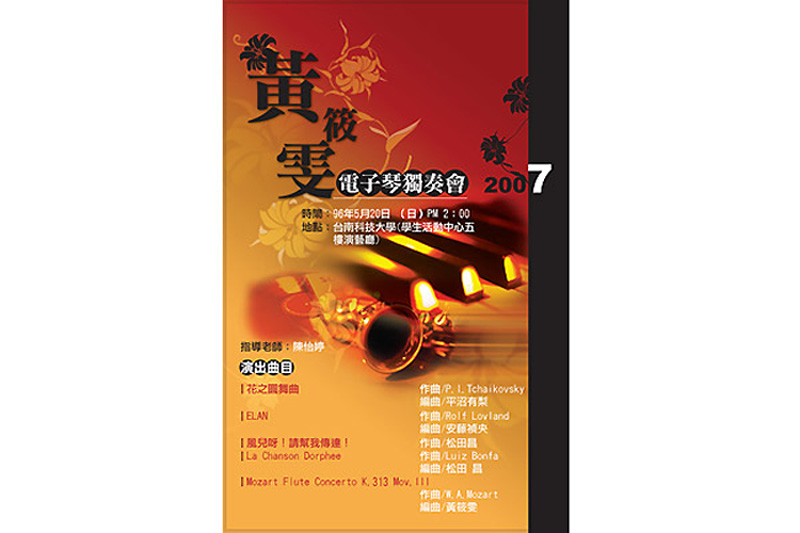 黃筱雯
電子琴獨奏會
2007
時間：96年5月20日 （日）PM 2：00
地點：台南科技大學(學生活動中心五
樓演藝廳)
指導老師：陳怡婷
演出曲目
花之圓舞曲 作曲/P.I.Tchaikovsky
編曲/平沼有梨
ELAN 作曲/Rolf Lovland
編曲/安藤禎央
風兒呀！請幫我傳達！ 作曲/松田昌
La Chanson Dorphee 作曲/Luiz Bonfa
編曲/松田 昌
Mozart Flute Concerto K.313 Mov.III
作曲/W.A.Mozart
編曲/黃筱雯